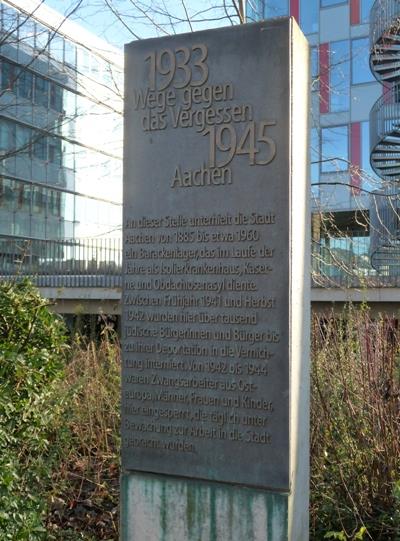 1933
Wege gegen
das Vergessen
1945
Aachen
An dieser Stelle unterhielt die Stadt
Aachen von 1885 bis etwa 1960
ein Barackenlager, das im Laufe der
Jahre als Isolierkrankenhaus, Kaser-
ne und Obdachlosenasyl diente.
Zwischen Frühjahr 1941 und Herbst
1942 wurden hier über tausend
jüdische Bürgerinnen und Bürger bis
zu ihrer Deportation in die Vernich-
tung interniert. Von 1942 bis 1944
waren Zwangsarbeiter aus Ost-
europa, Männer, Frauen und Kinder,
hier eingesperrt, die täglich unter
Bewachung zur Arbeit in die Stadt
gebracht wurden.